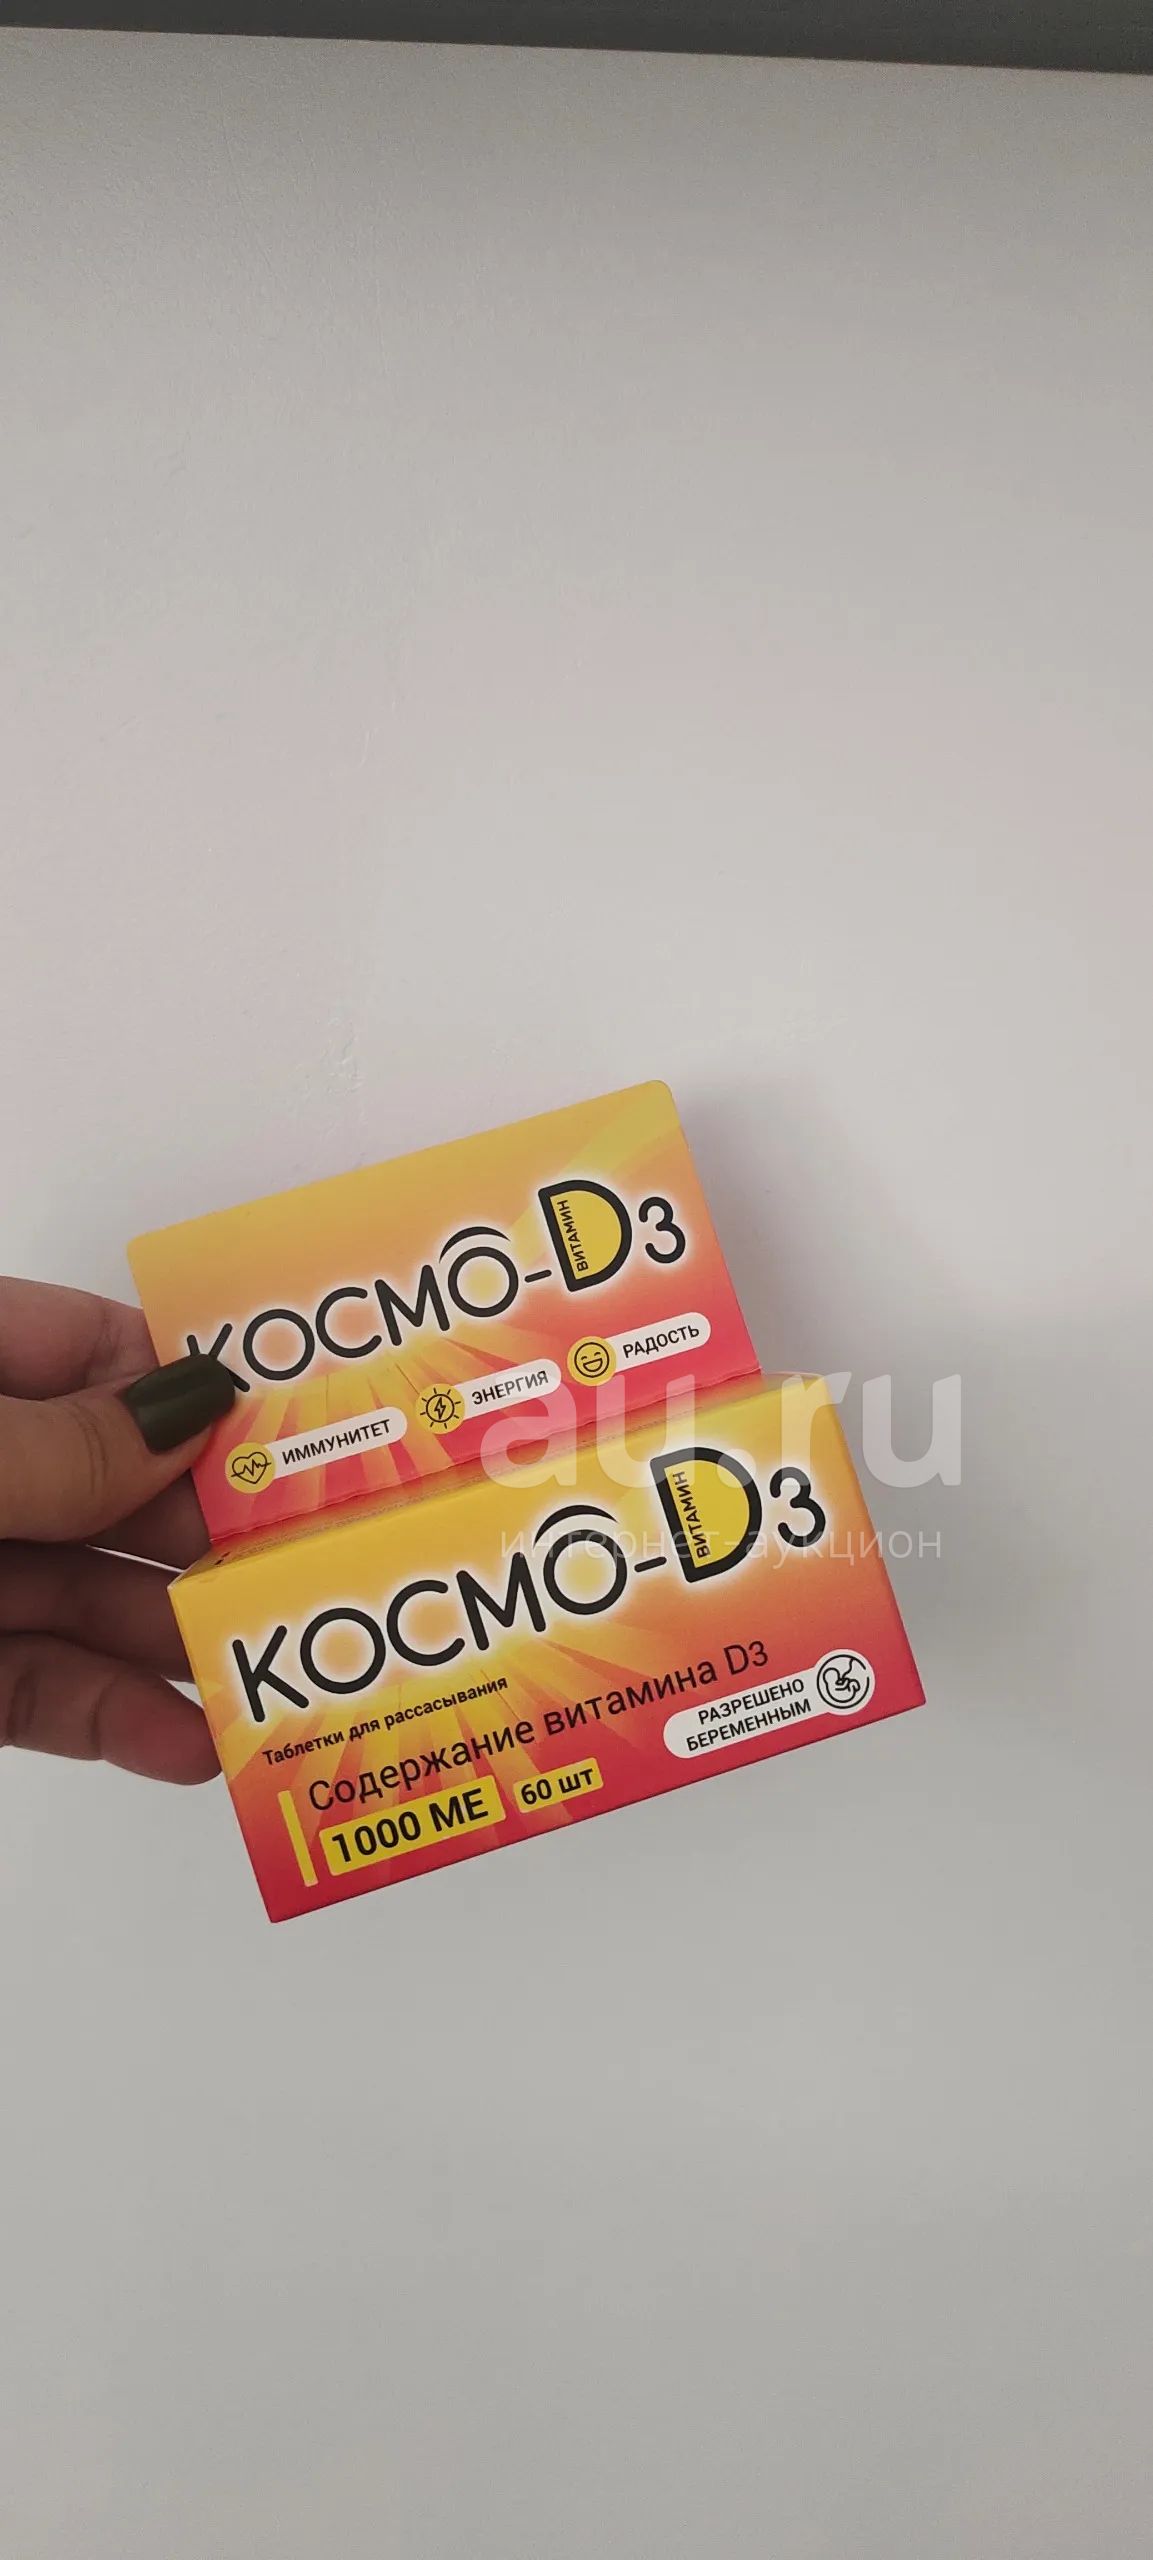 КОСМО-D3
ВИТАМИН
ИММУНИТЕТ
ЭНЕРГИЯ
РАДОСТЬ
au.ru
интернет-аукцион
КОСМО-D3
ВИТАМИН
Таблетки для рассасывания
Содержание витамина D3
1000 МЕ
60 шт
РАЗРЕШЕНО
БЕРЕМЕННЫМ